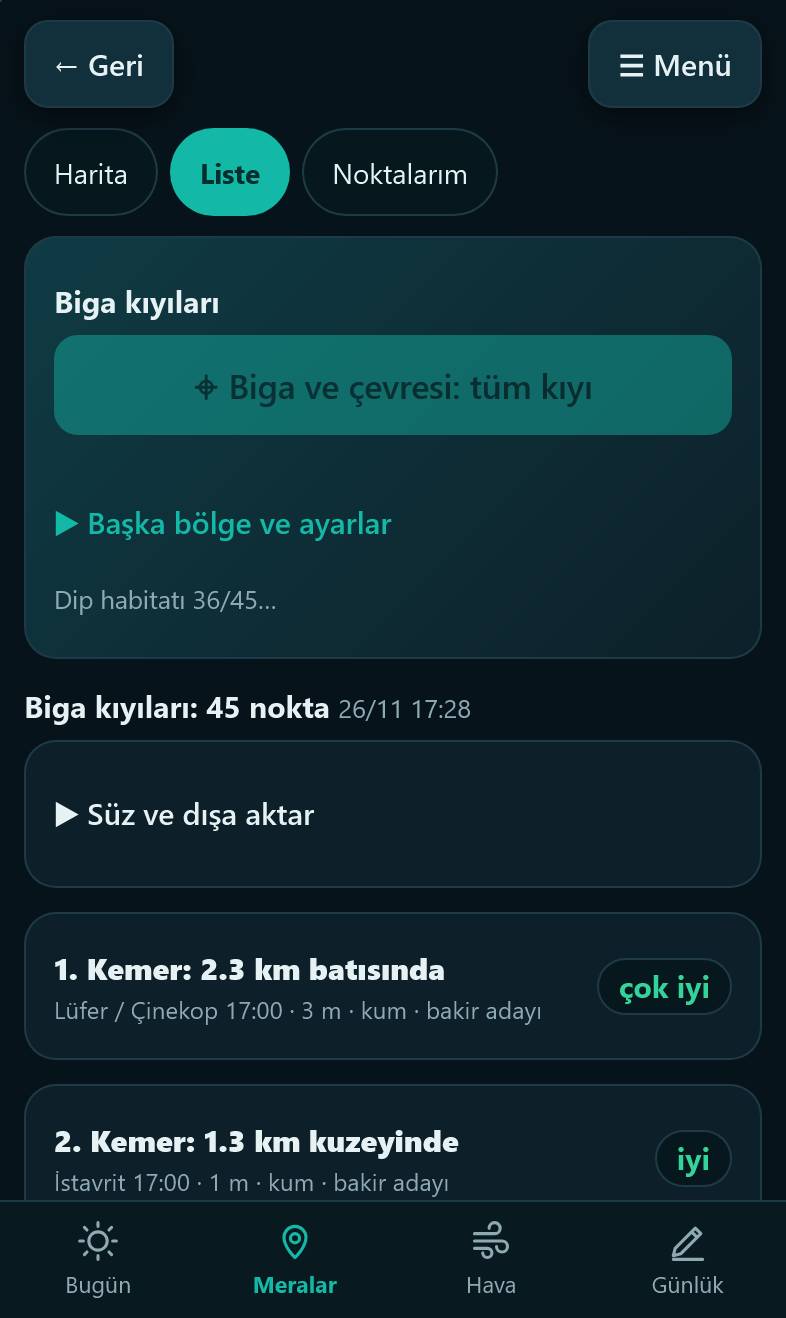 ← Geri
☰ Menü
Harita
Liste
Noktalarım
Biga kıyıları
⌖ Biga ve çevresi: tüm kıyı
▶ Başka bölge ve ayarlar
Dip habitatı 36/45...
Biga kıyıları: 45 nokta 26/11 17:28
▶ Süz ve dışa aktar
1. Kemer: 2.3 km batısında
çok iyi
Lüfer / Çinekop 17:00 · 3 m · kum · bakir adayı
2. Kemer: 1.3 km kuzeyinde
iyi
İstavrit 17:00 · 1 m · kum · bakir adayı
Bugün
Meralar
Hava
Günlük